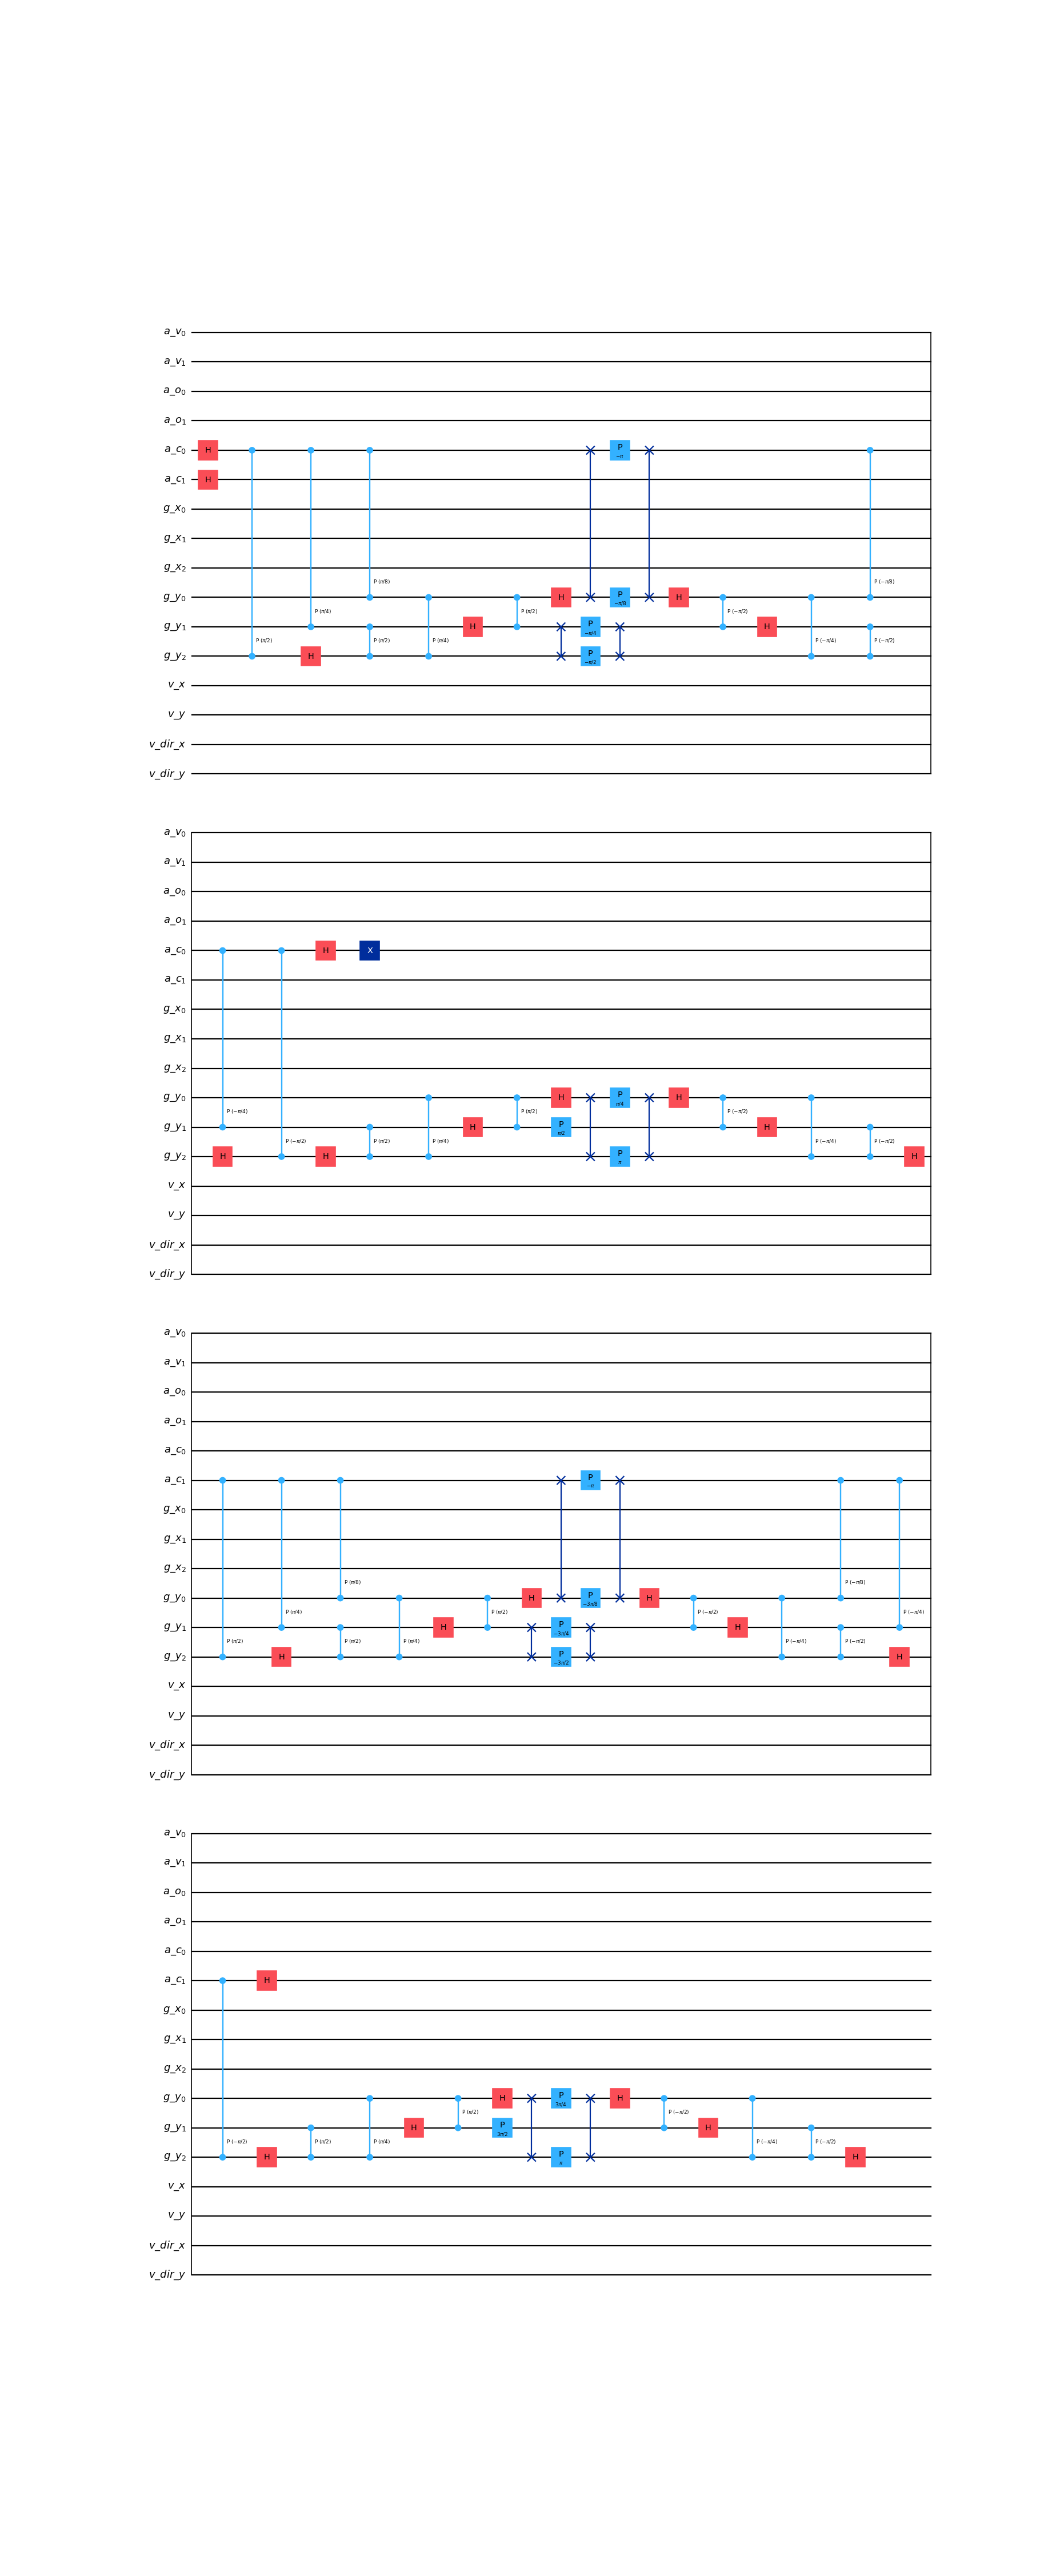 a_v₀
a_v₁
a_o₀
a_o₁
a_c₀ H P −π
a_c₁ H
g_x₀
g_x₁
g_x₂
P (π/8) P (−π/8)
g_y₀ H P −π/8 H
P (π/4) P (π/2) P (−π/2)
g_y₁ H P −π/4 H
P (π/2) P (π/2) P (π/4) P (−π/4) P (−π/2)
g_y₂ H P −π/2
v_x
v_y
v_dir_x
v_dir_y
a_v₀
a_v₁
a_o₀
a_o₁
a_c₀ H X
a_c₁
g_x₀
g_x₁
g_x₂
g_y₀ H P π/4 H
P (−π/4) P (π/2) P (−π/2)
g_y₁ H P π/2 H
P (−π/2) P (π/2) P (π/4) P (−π/4) P (−π/2)
g_y₂ H H P π H
v_x
v_y
v_dir_x
v_dir_y
a_v₀
a_v₁
a_o₀
a_o₁
a_c₀
a_c₁ P −π
g_x₀
g_x₁
g_x₂
P (π/8) P (−π/8)
g_y₀ H P −3π/8 H
P (π/4) P (π/2) P (−π/2) P (−π/4)
g_y₁ H P −3π/4 H
P (π/2) P (π/2) P (π/4) P (−π/4) P (−π/2)
g_y₂ H P −3π/2 H
v_x
v_y
v_dir_x
v_dir_y
a_v₀
a_v₁
a_o₀
a_o₁
a_c₀
a_c₁ H
g_x₀
g_x₁
g_x₂
g_y₀ H P 3π/4 H
P (π/2) P (−π/2)
g_y₁ H P 3π/2 H
P (−π/2) P (π/2) P (π/4) P (−π/4) P (−π/2)
g_y₂ H P π H
v_x
v_y
v_dir_x
v_dir_y